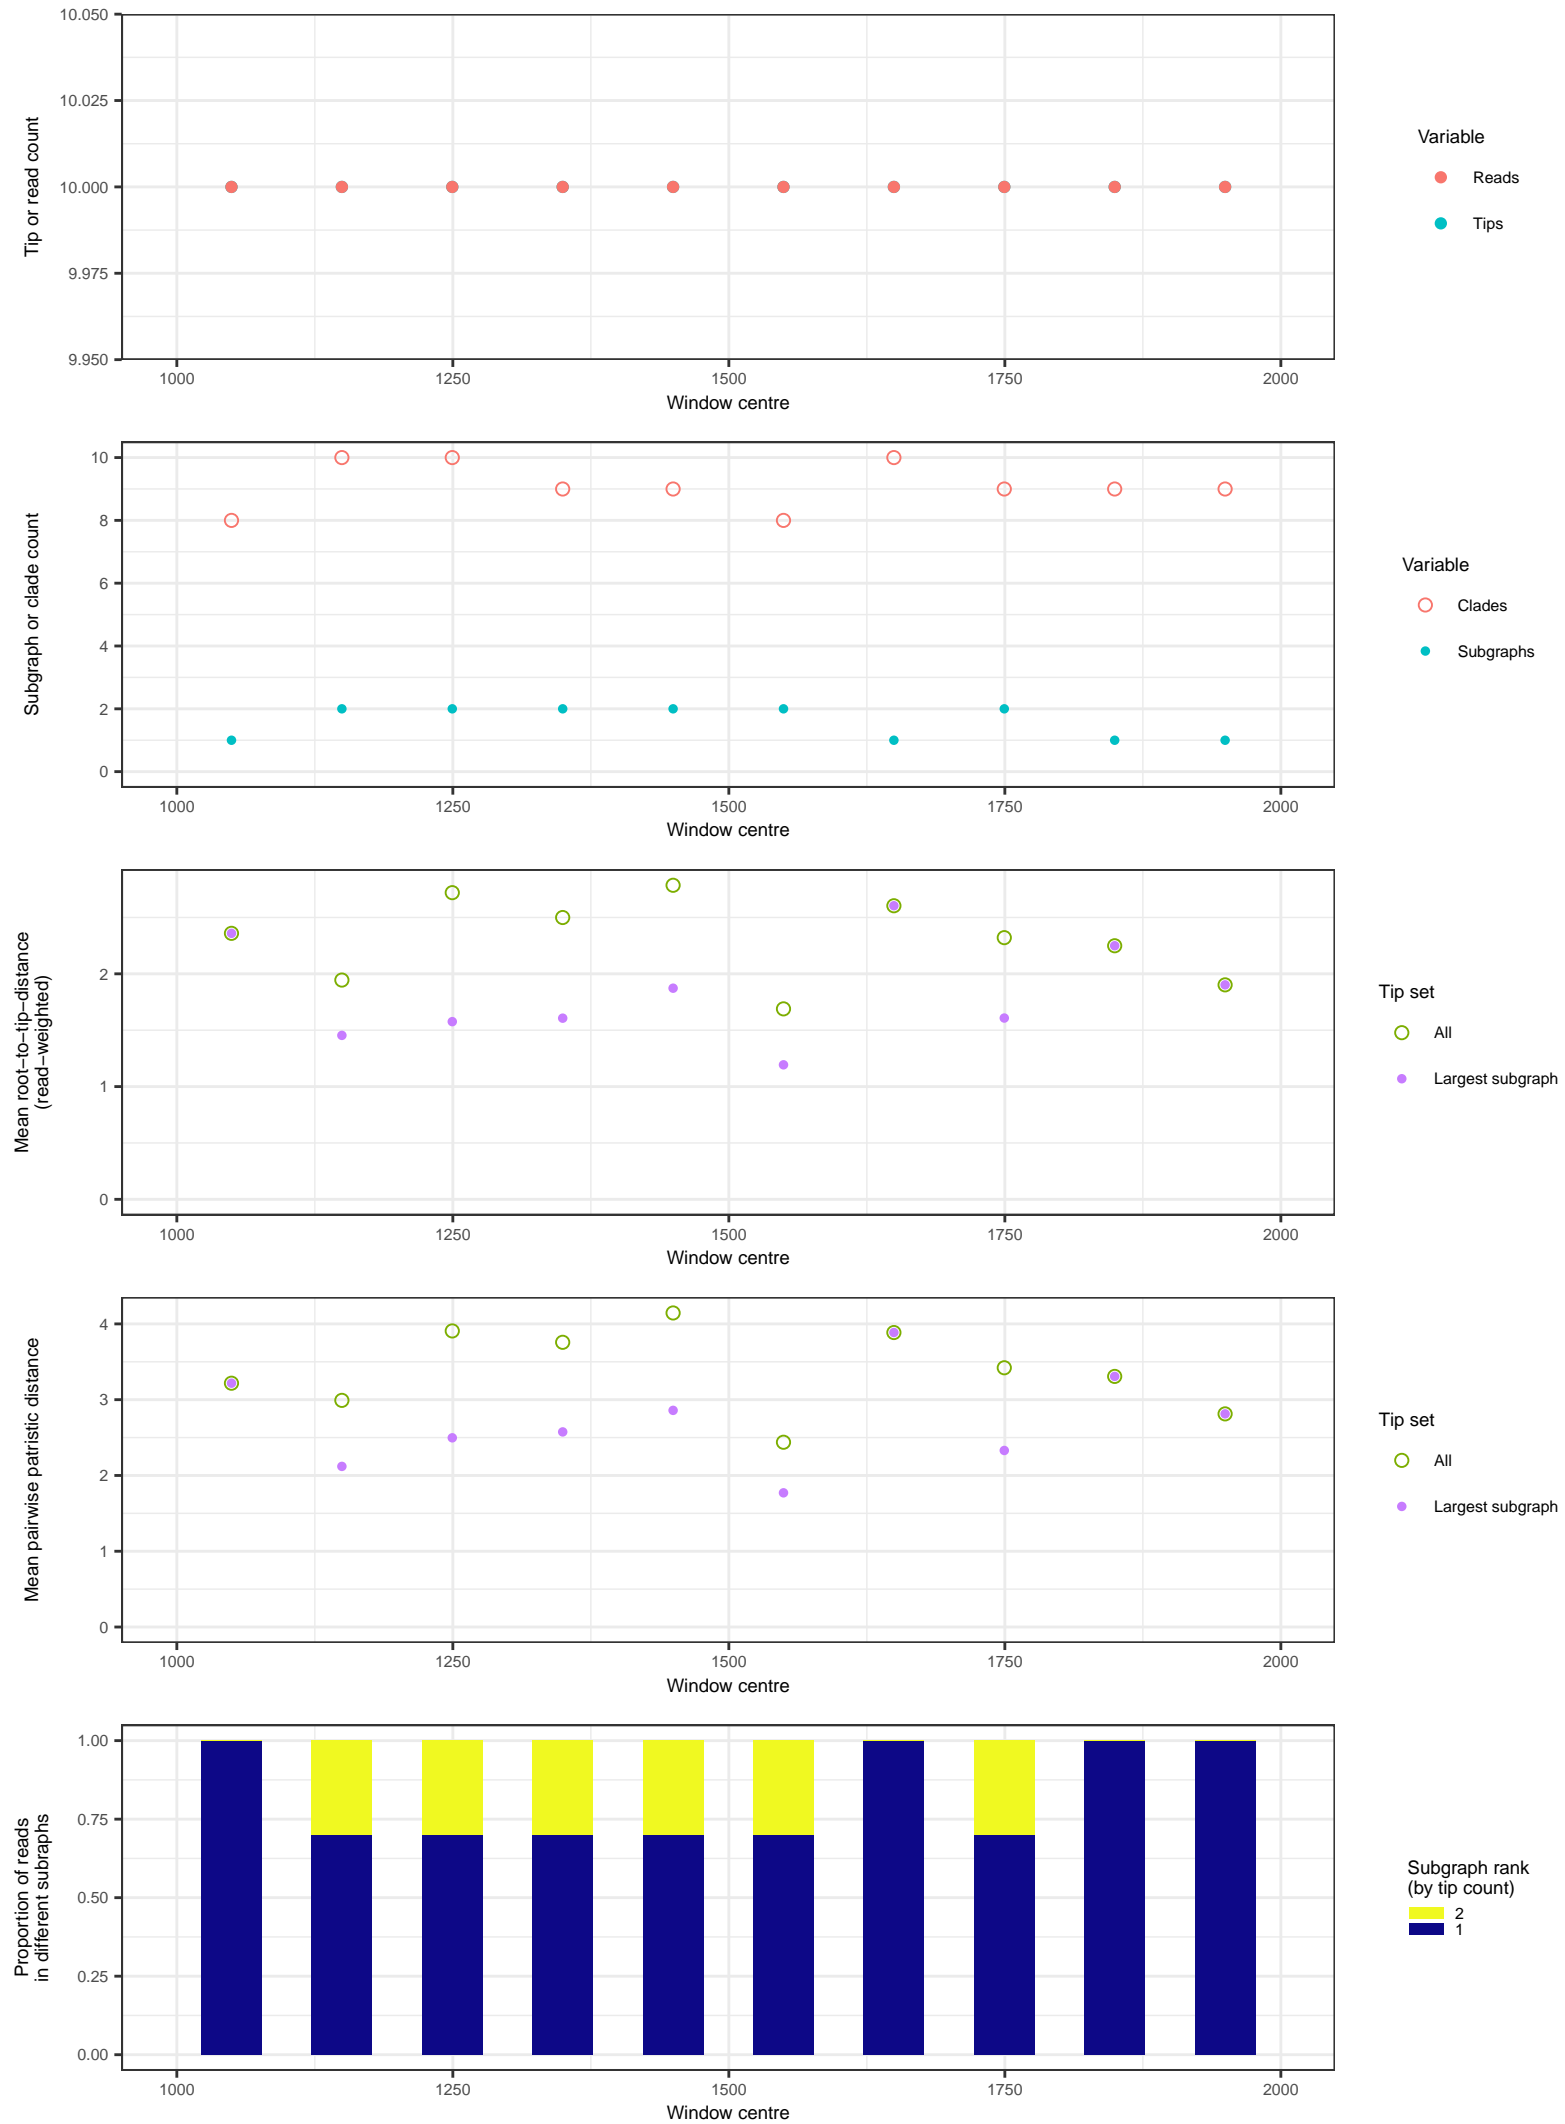 10.050
10.025
10.000
9.975
9.950
Tip or read count
1000 1250 1500 1750 2000
Window centre
Variable
Reads
Tips
10
8
6
4
2
0
Subgraph or clade count
1000 1250 1500 1750 2000
Window centre
Variable
Clades
Subgraphs
2
1
0
Mean root−to−tip−distance
(read−weighted)
1000 1250 1500 1750 2000
Window centre
Tip set
All
Largest subgraph
4
3
2
1
0
Mean pairwise patristic distance
1000 1250 1500 1750 2000
Window centre
Tip set
All
Largest subgraph
1.00
0.75
0.50
0.25
0.00
Proportion of reads
in different subraphs
1000 1250 1500 1750 2000
Window centre
Subgraph rank
(by tip count)
2
1